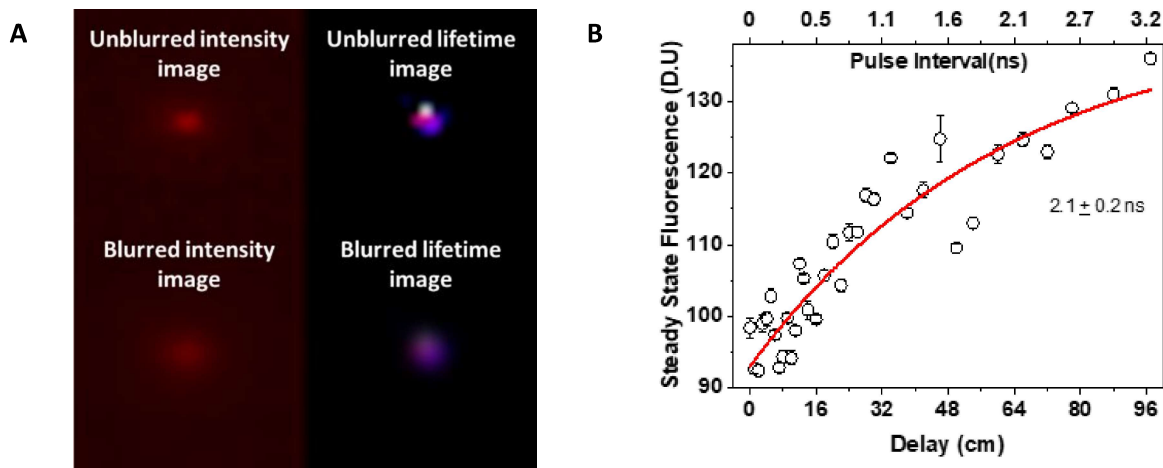 A
Unblurred intensity
image
Unblurred lifetime
image
Blurred intensity
image
Blurred lifetime
image
B
0 0.5 1.1 1.6 2.1 2.7 3.2
Pulse Interval(ns)
Steady State Fluorescence (D.U)
130
120
110
100
90
2.1 ± 0.2 ns
0 16 32 48 64 80 96
Delay (cm)